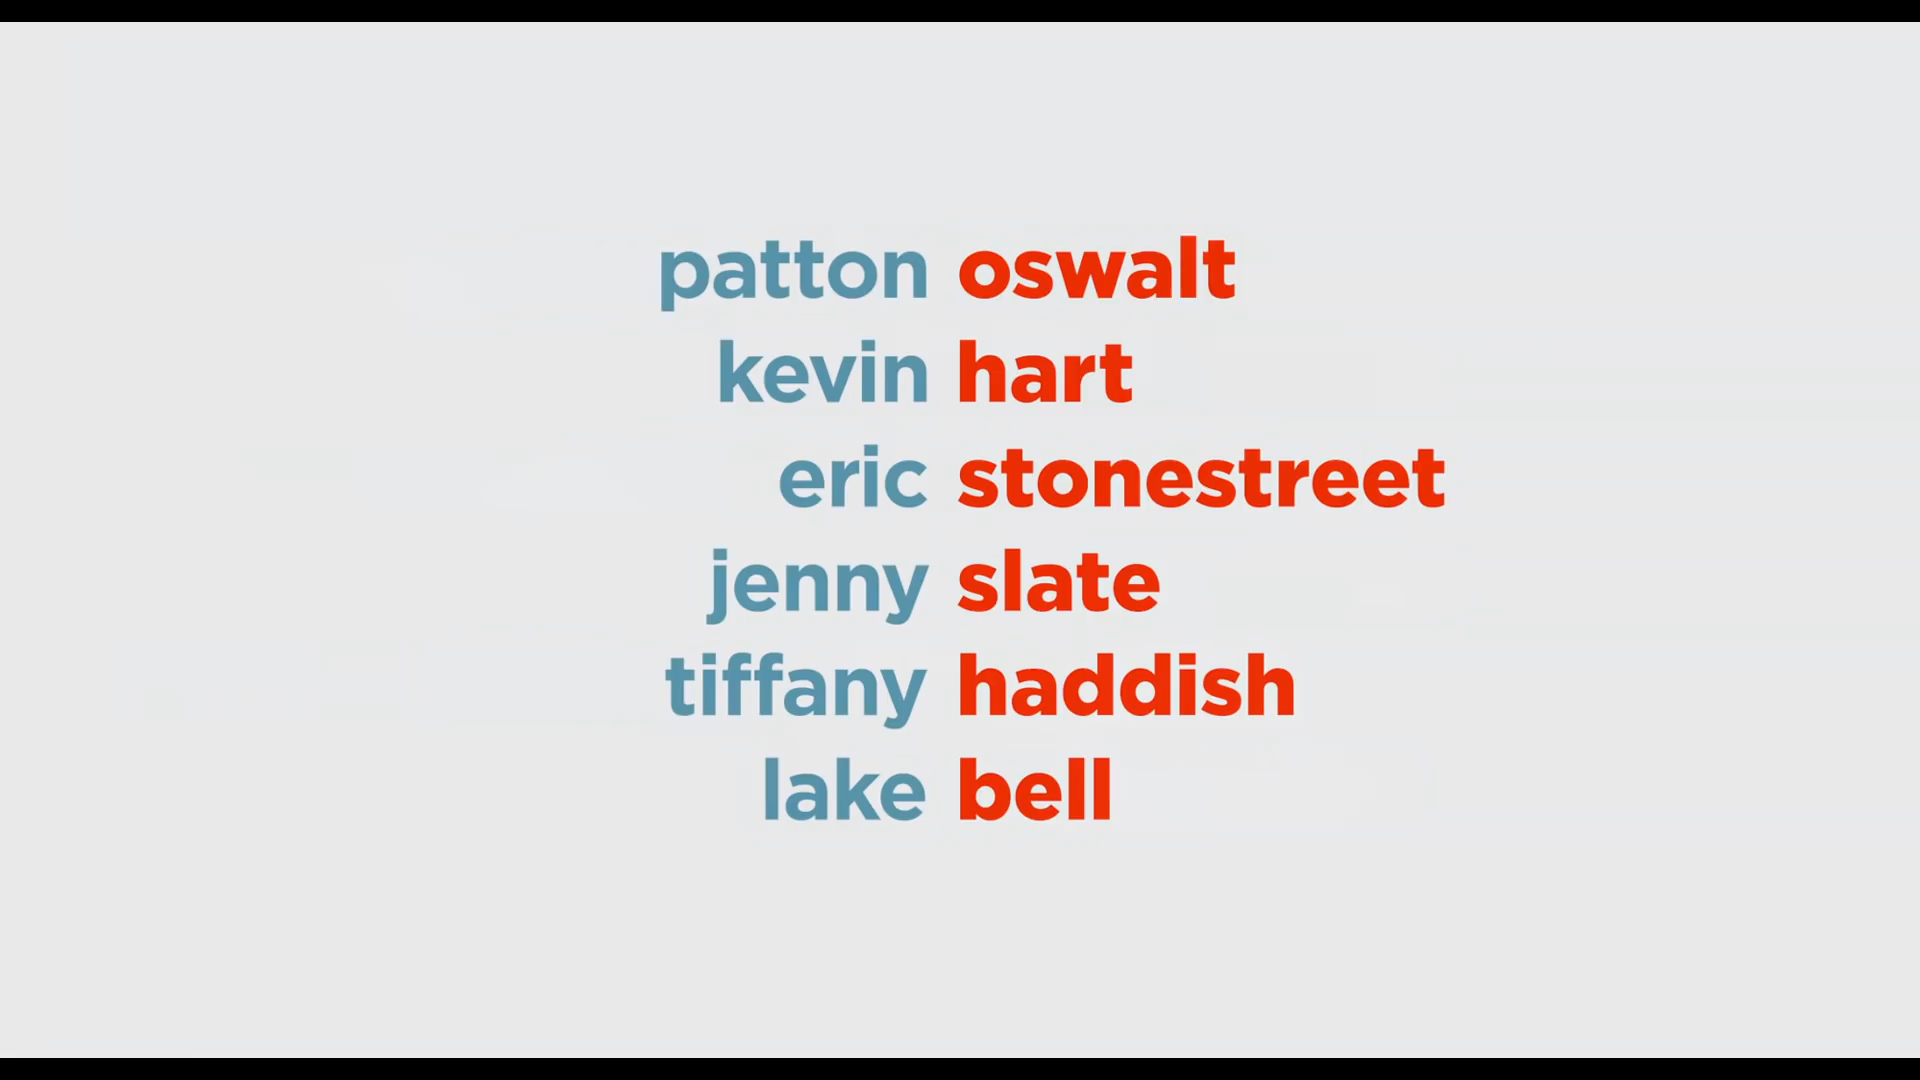 patton oswalt
kevin hart
eric stonestreet
jenny slate
tiffany haddish
lake bell